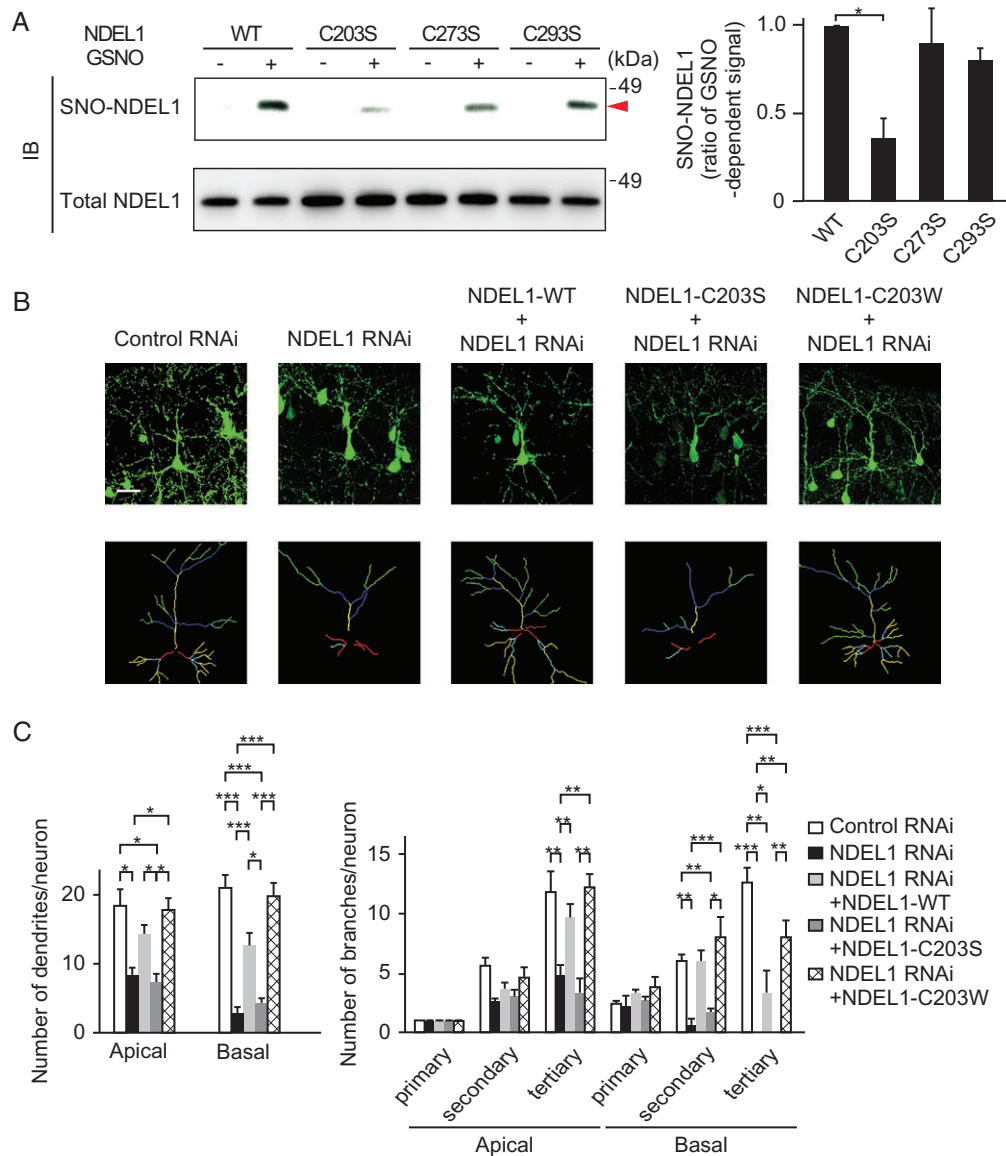 A
NDEL1 WT C203S C273S C293S
GSNO - + - + - + - + (kDa)
-49
SNO-NDEL1
IB
-49
Total NDEL1
SNO-NDEL1
(ratio of GSNO
-dependent signal)
1.0
0.5
0
*
WT
C203S
C273S
C293S
B
Control RNAi
NDEL1 RNAi
NDEL1-WT
+
NDEL1 RNAi
NDEL1-C203S
+
NDEL1 RNAi
NDEL1-C203W
+
NDEL1 RNAi
C
Number of dendrites/neuron
20
10
0
* * * * * *
*** *** *** *** *** *
Apical
Basal
Number of branches/neuron
15
10
5
0
** ** ** **
*** ** ** *
*** ** * ** *** **
primary
secondary
tertiary
primary
secondary
tertiary
Apical
Basal
Control RNAi
NDEL1 RNAi
NDEL1 RNAi
+NDEL1-WT
NDEL1 RNAi
+NDEL1-C203S
NDEL1 RNAi
+NDEL1-C203W